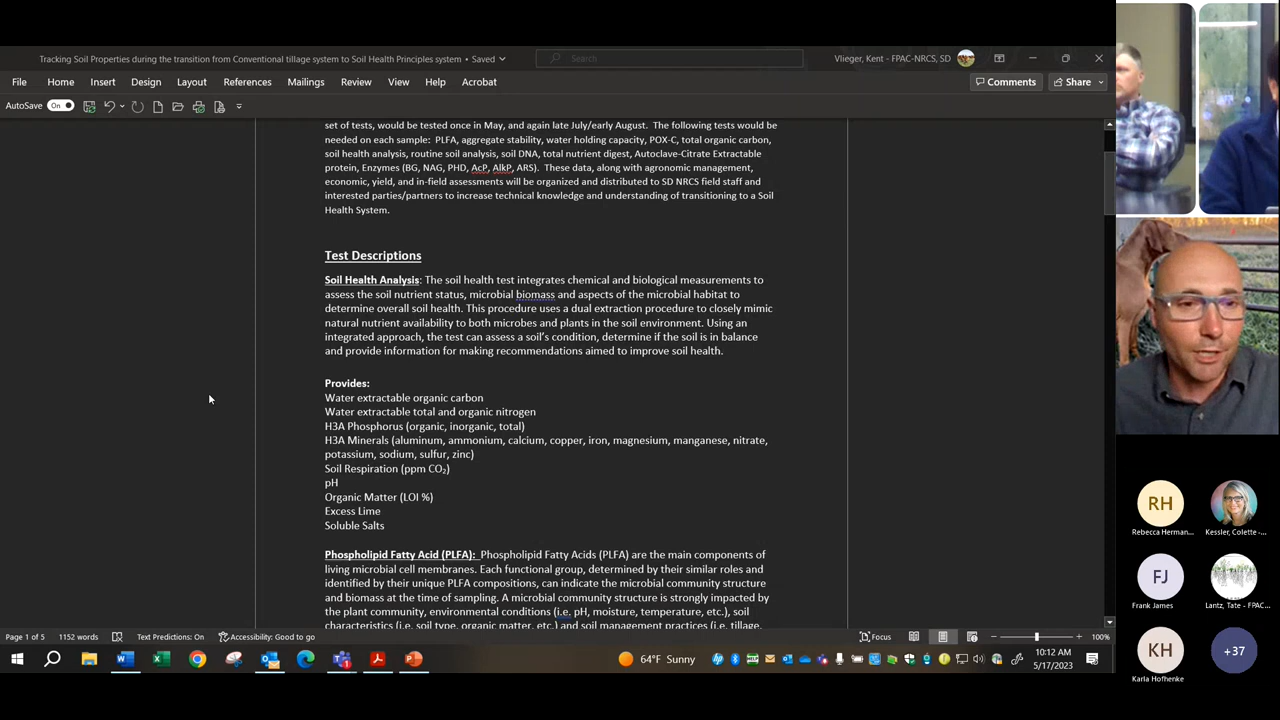 Tracking Soil Properties during the transition from Conventional tillage system to Soil Health Principles system • Saved
Search
Vlieger, Kent - FPAC-NRCS, SD
File Home Insert Design Layout References Mailings Review View Help Acrobat
Comments
Share
AutoSave On
set of tests, would be tested once in May, and again late July/early August. The following tests would be
needed on each sample: PLFA, aggregate stability, water holding capacity, POX-C, total organic carbon,
soil health analysis, routine soil analysis, soil DNA, total nutrient digest, Autoclave-Citrate Extractable
protein, Enzymes (BG, NAG, PHD, AcP, AlkP, ARS). These data, along with agronomic management,
economic, yield, and in-field assessments will be organized and distributed to SD NRCS field staff and
interested parties/partners to increase technical knowledge and understanding of transitioning to a Soil
Health System.
Test Descriptions
Soil Health Analysis: The soil health test integrates chemical and biological measurements to
assess the soil nutrient status, microbial biomass and aspects of the microbial habitat to
determine overall soil health. This procedure uses a dual extraction procedure to closely mimic
natural nutrient availability to both microbes and plants in the soil environment. Using an
integrated approach, the test can assess a soil's condition, determine if the soil is in balance
and provide information for making recommendations aimed to improve soil health.
Provides:
Water extractable organic carbon
Water extractable total and organic nitrogen
H3A Phosphorus (organic, inorganic, total)
H3A Minerals (aluminum, ammonium, calcium, copper, iron, magnesium, manganese, nitrate,
potassium, sodium, sulfur, zinc)
Soil Respiration (ppm CO₂)
pH
Organic Matter (LOI %)
Excess Lime
Soluble Salts
Phospholipid Fatty Acid (PLFA): Phospholipid Fatty Acids (PLFA) are the main components of
living microbial cell membranes. Each functional group, determined by their similar roles and
identified by their unique PLFA compositions, can indicate the microbial community structure
and biomass at the time of sampling. A microbial community structure is strongly impacted by
the plant community, environmental conditions (i.e. pH, moisture, temperature, etc.), soil
characteristics (i.e. soil type, organic matter, etc.) and soil management practices (i.e. tillage,
Page 1 of 5
1152 words
Text Predictions: On
Accessibility: Good to go
Focus
100%
64°F Sunny
10:12 AM
5/17/2023
RH
Rebecca Herman...
Kessler, Colette -...
FJ
Frank James
Lantz, Tate - FPAC...
KH
Karla Hofhenke
+37